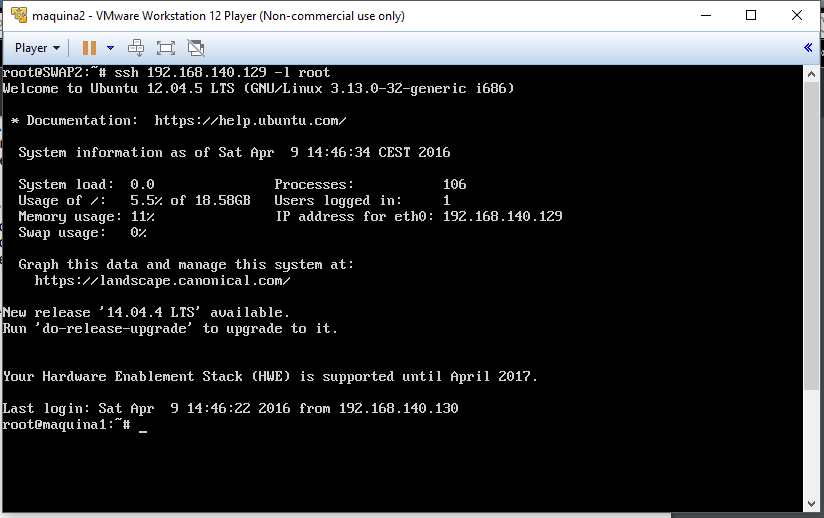 maquina2 - VMware Workstation 12 Player (Non-commercial use only)
Player
root@SWAP2:~# ssh 192.168.140.129 -l root
Welcome to Ubuntu 12.04.5 LTS (GNU/Linux 3.13.0-32-generic i686)
* Documentation:  https://help.ubuntu.com/
System information as of Sat Apr  9 14:46:34 CEST 2016
System load:  0.0               Processes:           106
Usage of /:   5.5% of 18.58GB   Users logged in:     1
Memory usage: 11%               IP address for eth0: 192.168.140.129
Swap usage:   0%
Graph this data and manage this system at:
https://landscape.canonical.com/
New release '14.04.4 LTS' available.
Run 'do-release-upgrade' to upgrade to it.
Your Hardware Enablement Stack (HWE) is supported until April 2017.
Last login: Sat Apr  9 14:46:22 2016 from 192.168.140.130
root@maquina1:~# _